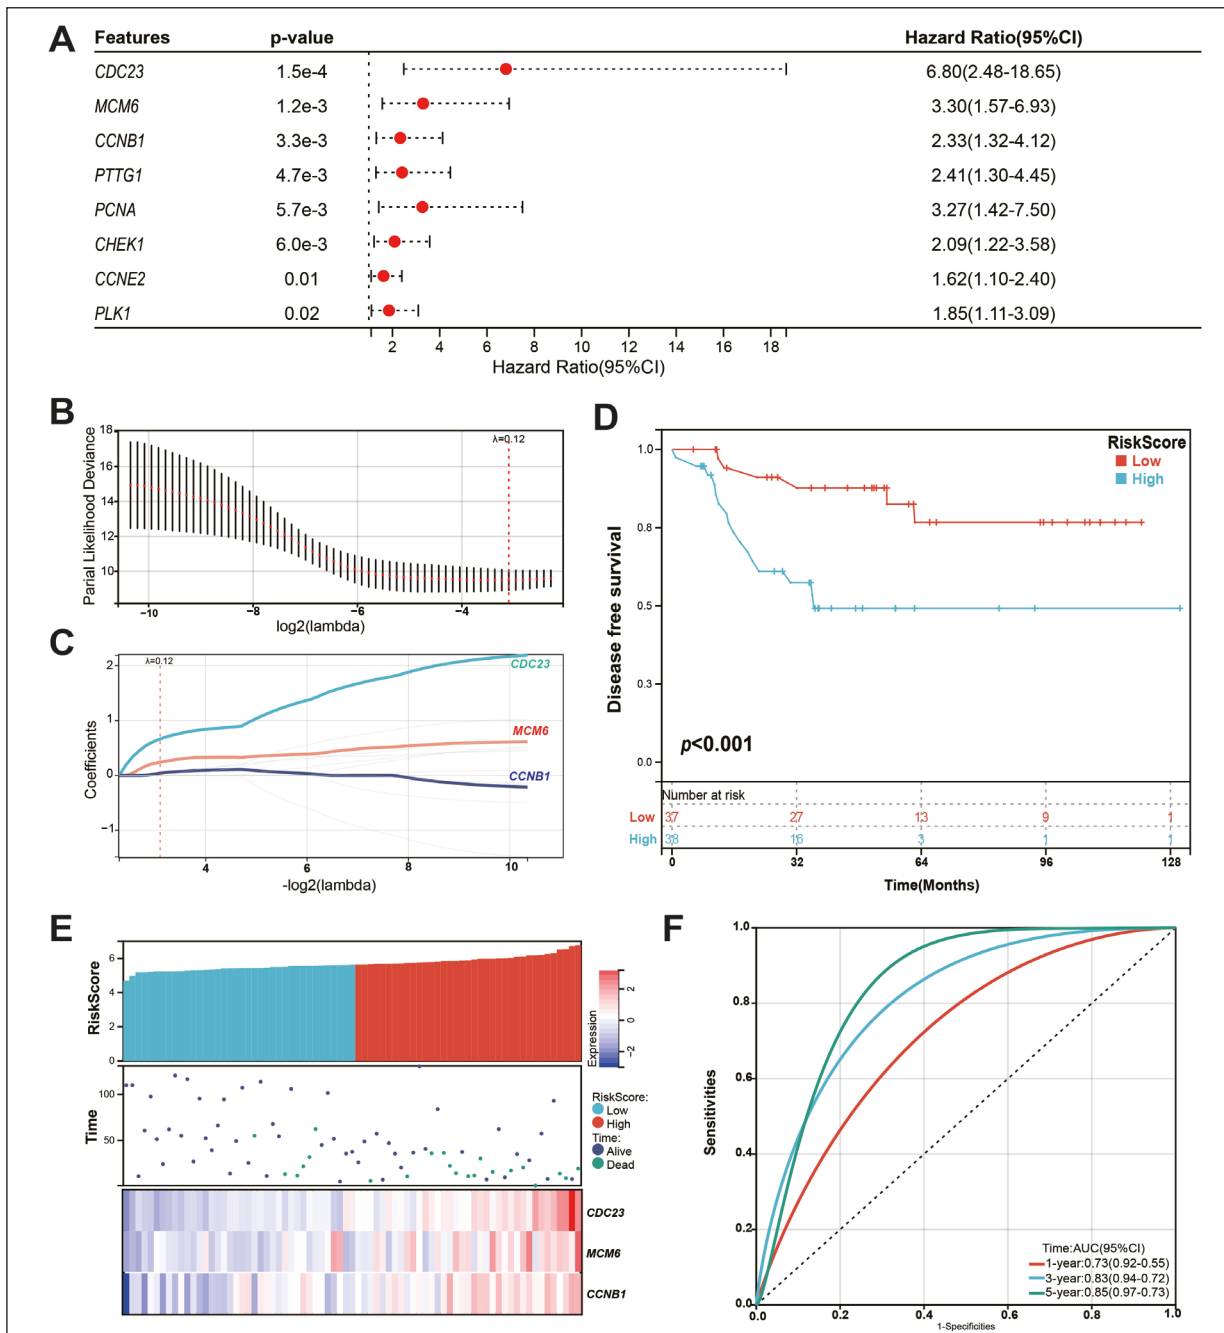 A
Features p-value Hazard Ratio(95%CI)
CDC23 1.5e-4 6.80(2.48-18.65)
MCM6 1.2e-3 3.30(1.57-6.93)
CCNB1 3.3e-3 2.33(1.32-4.12)
PTTG1 4.7e-3 2.41(1.30-4.45)
PCNA 5.7e-3 3.27(1.42-7.50)
CHEK1 6.0e-3 2.09(1.22-3.58)
CCNE2 0.01 1.62(1.10-2.40)
PLK1 0.02 1.85(1.11-3.09)
2 4 6 8 10 12 14 16 18
Hazard Ratio(95%CI)
B
Parial Likelihood Deviance
18
16
14
12
10
λ=0.12
−10 −8 −6 −4
log2(lambda)
C
Coefficients
2
1
0
−1
λ=0.12
CDC23
MCM6
CCNB1
4 6 8 10
-log2(lambda)
D
Disease free survival
1.0
0.8
0.5
0.3
0.0
RiskScore
Low
High
p<0.001
Number at risk
Low 37 27 13 9 1
High 38 16 3 1 1
0 32 64 96 128
Time(Months)
E
RiskScore
6
4
2
0
Expression
2
0
−2
Time
100
50
RiskScore:
Low
High
Time:
Alive
Dead
CDC23
MCM6
CCNB1
F
Sensitivities
1.0
0.8
0.6
0.4
0.2
0.0
Time:AUC(95%CI)
1-year:0.73(0.92-0.55)
3-year:0.83(0.94-0.72)
5-year:0.85(0.97-0.73)
0.0 0.2 0.4 0.6 0.8 1.0
1-Specificities